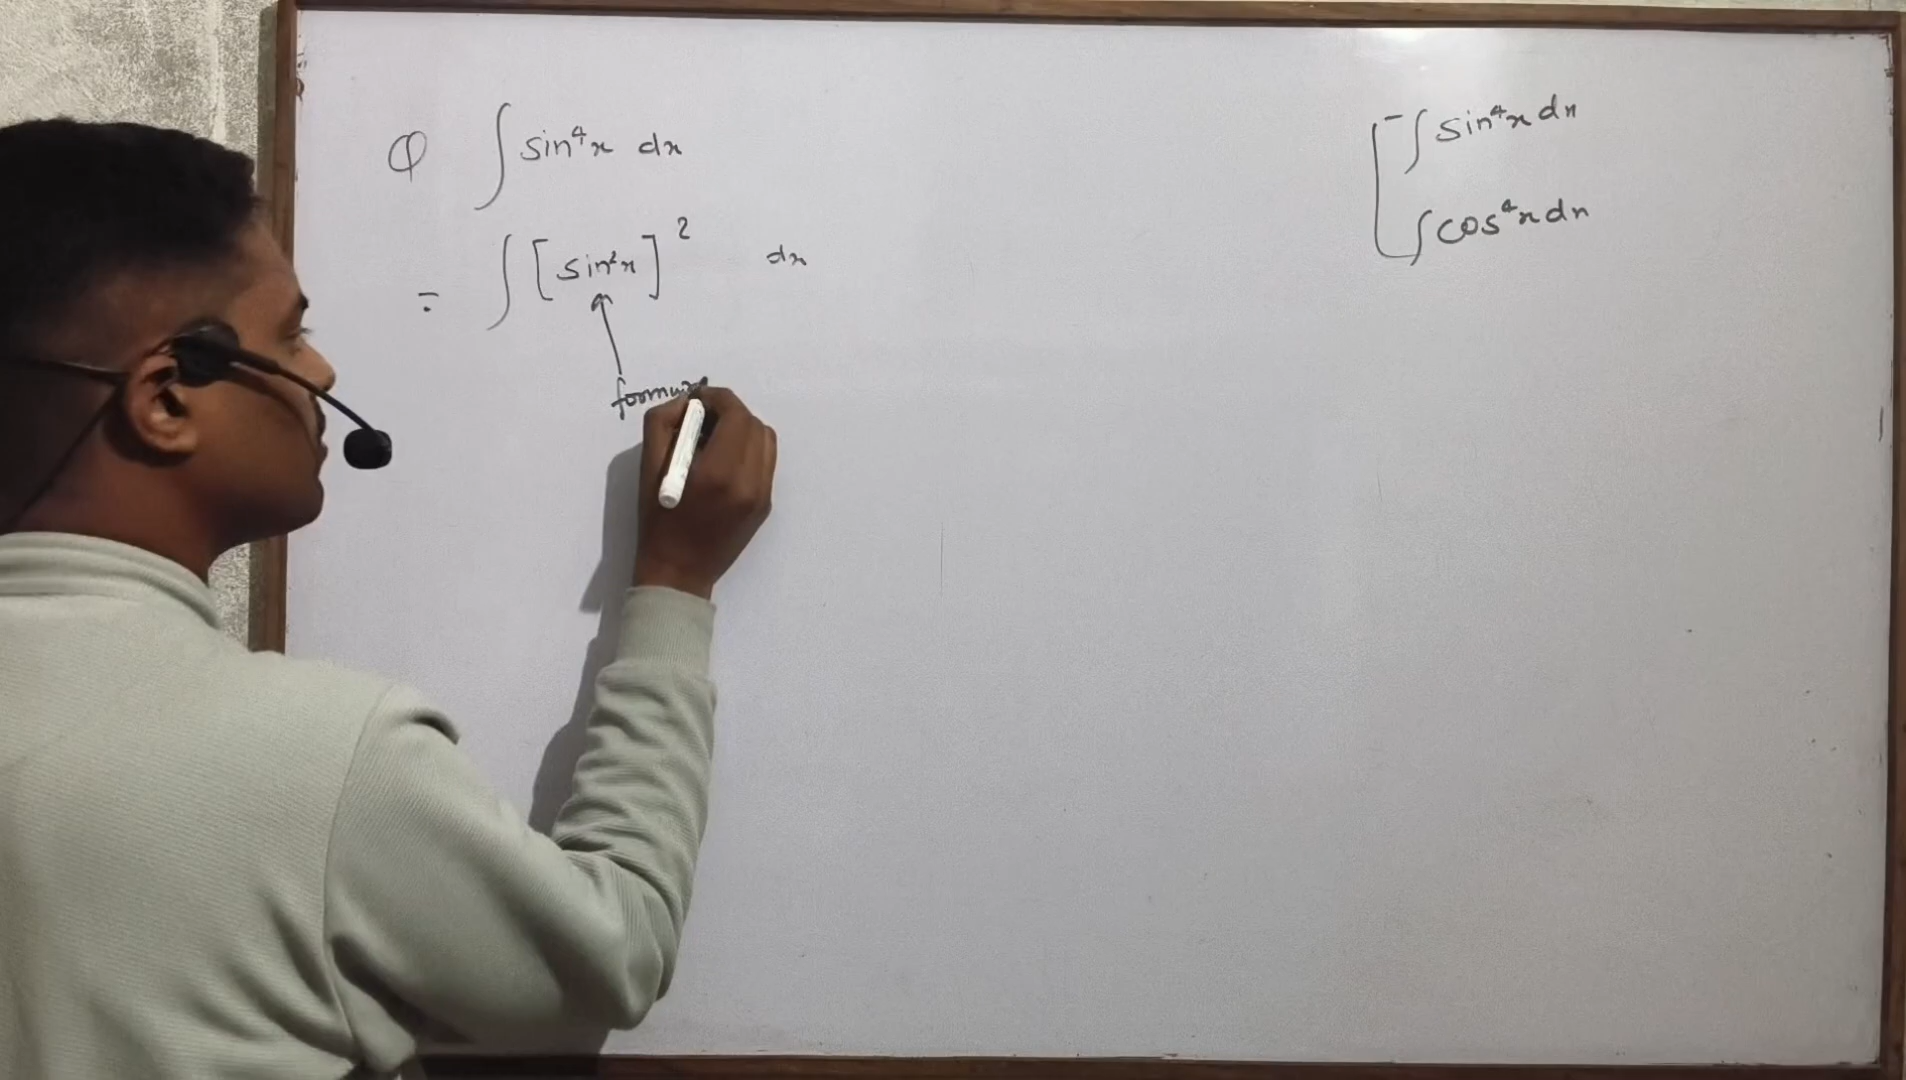 Q ∫ sin⁴x dx
= ∫ [sin²x]² dx
∫ sin⁴x dx
∫ cos⁴x dx